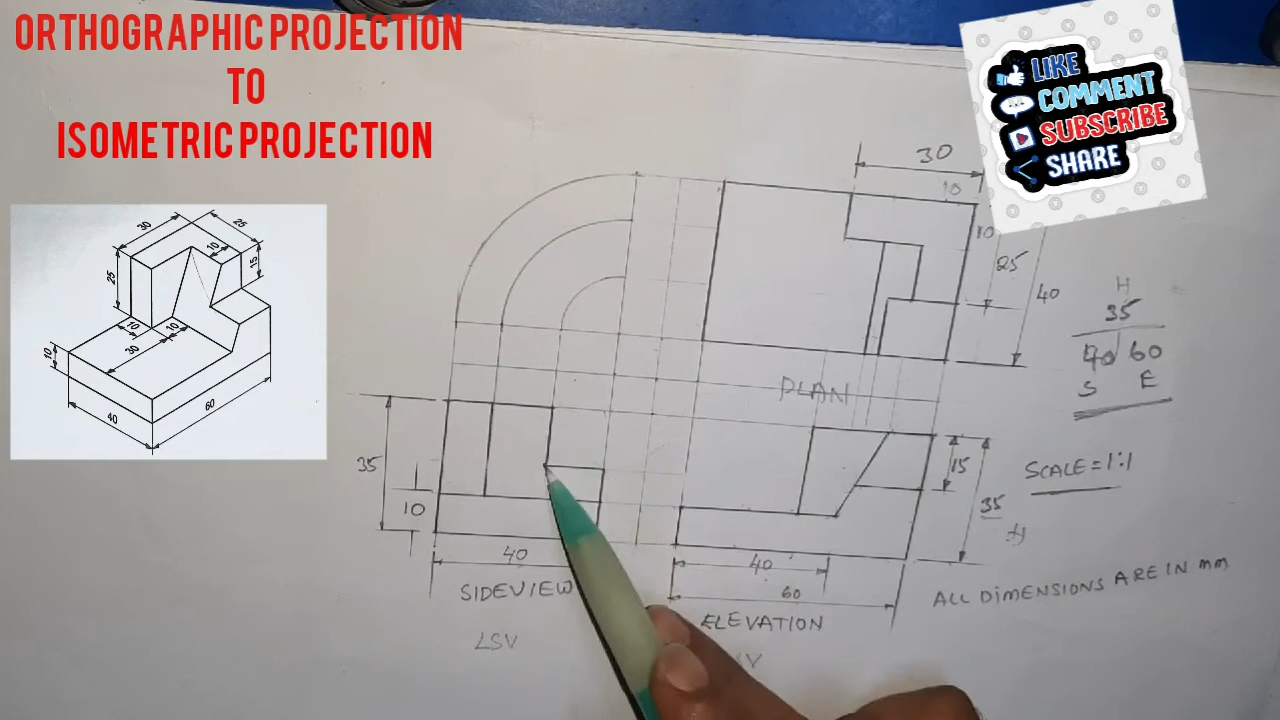 ORTHOGRAPHIC PROJECTION
TO
ISOMETRIC PROJECTION
LIKE
COMMENT
SUBSCRIBE
SHARE
30
25
10
25
15
10
10
30
10
40
60
30
10
10
25
40
H
35
40 60
S E
PLAN
35
10
40
SIDEVIEW
LSV
15
35
H
40
60
ELEVATION
V
SCALE=1:1
ALL DIMENSIONS ARE IN mm